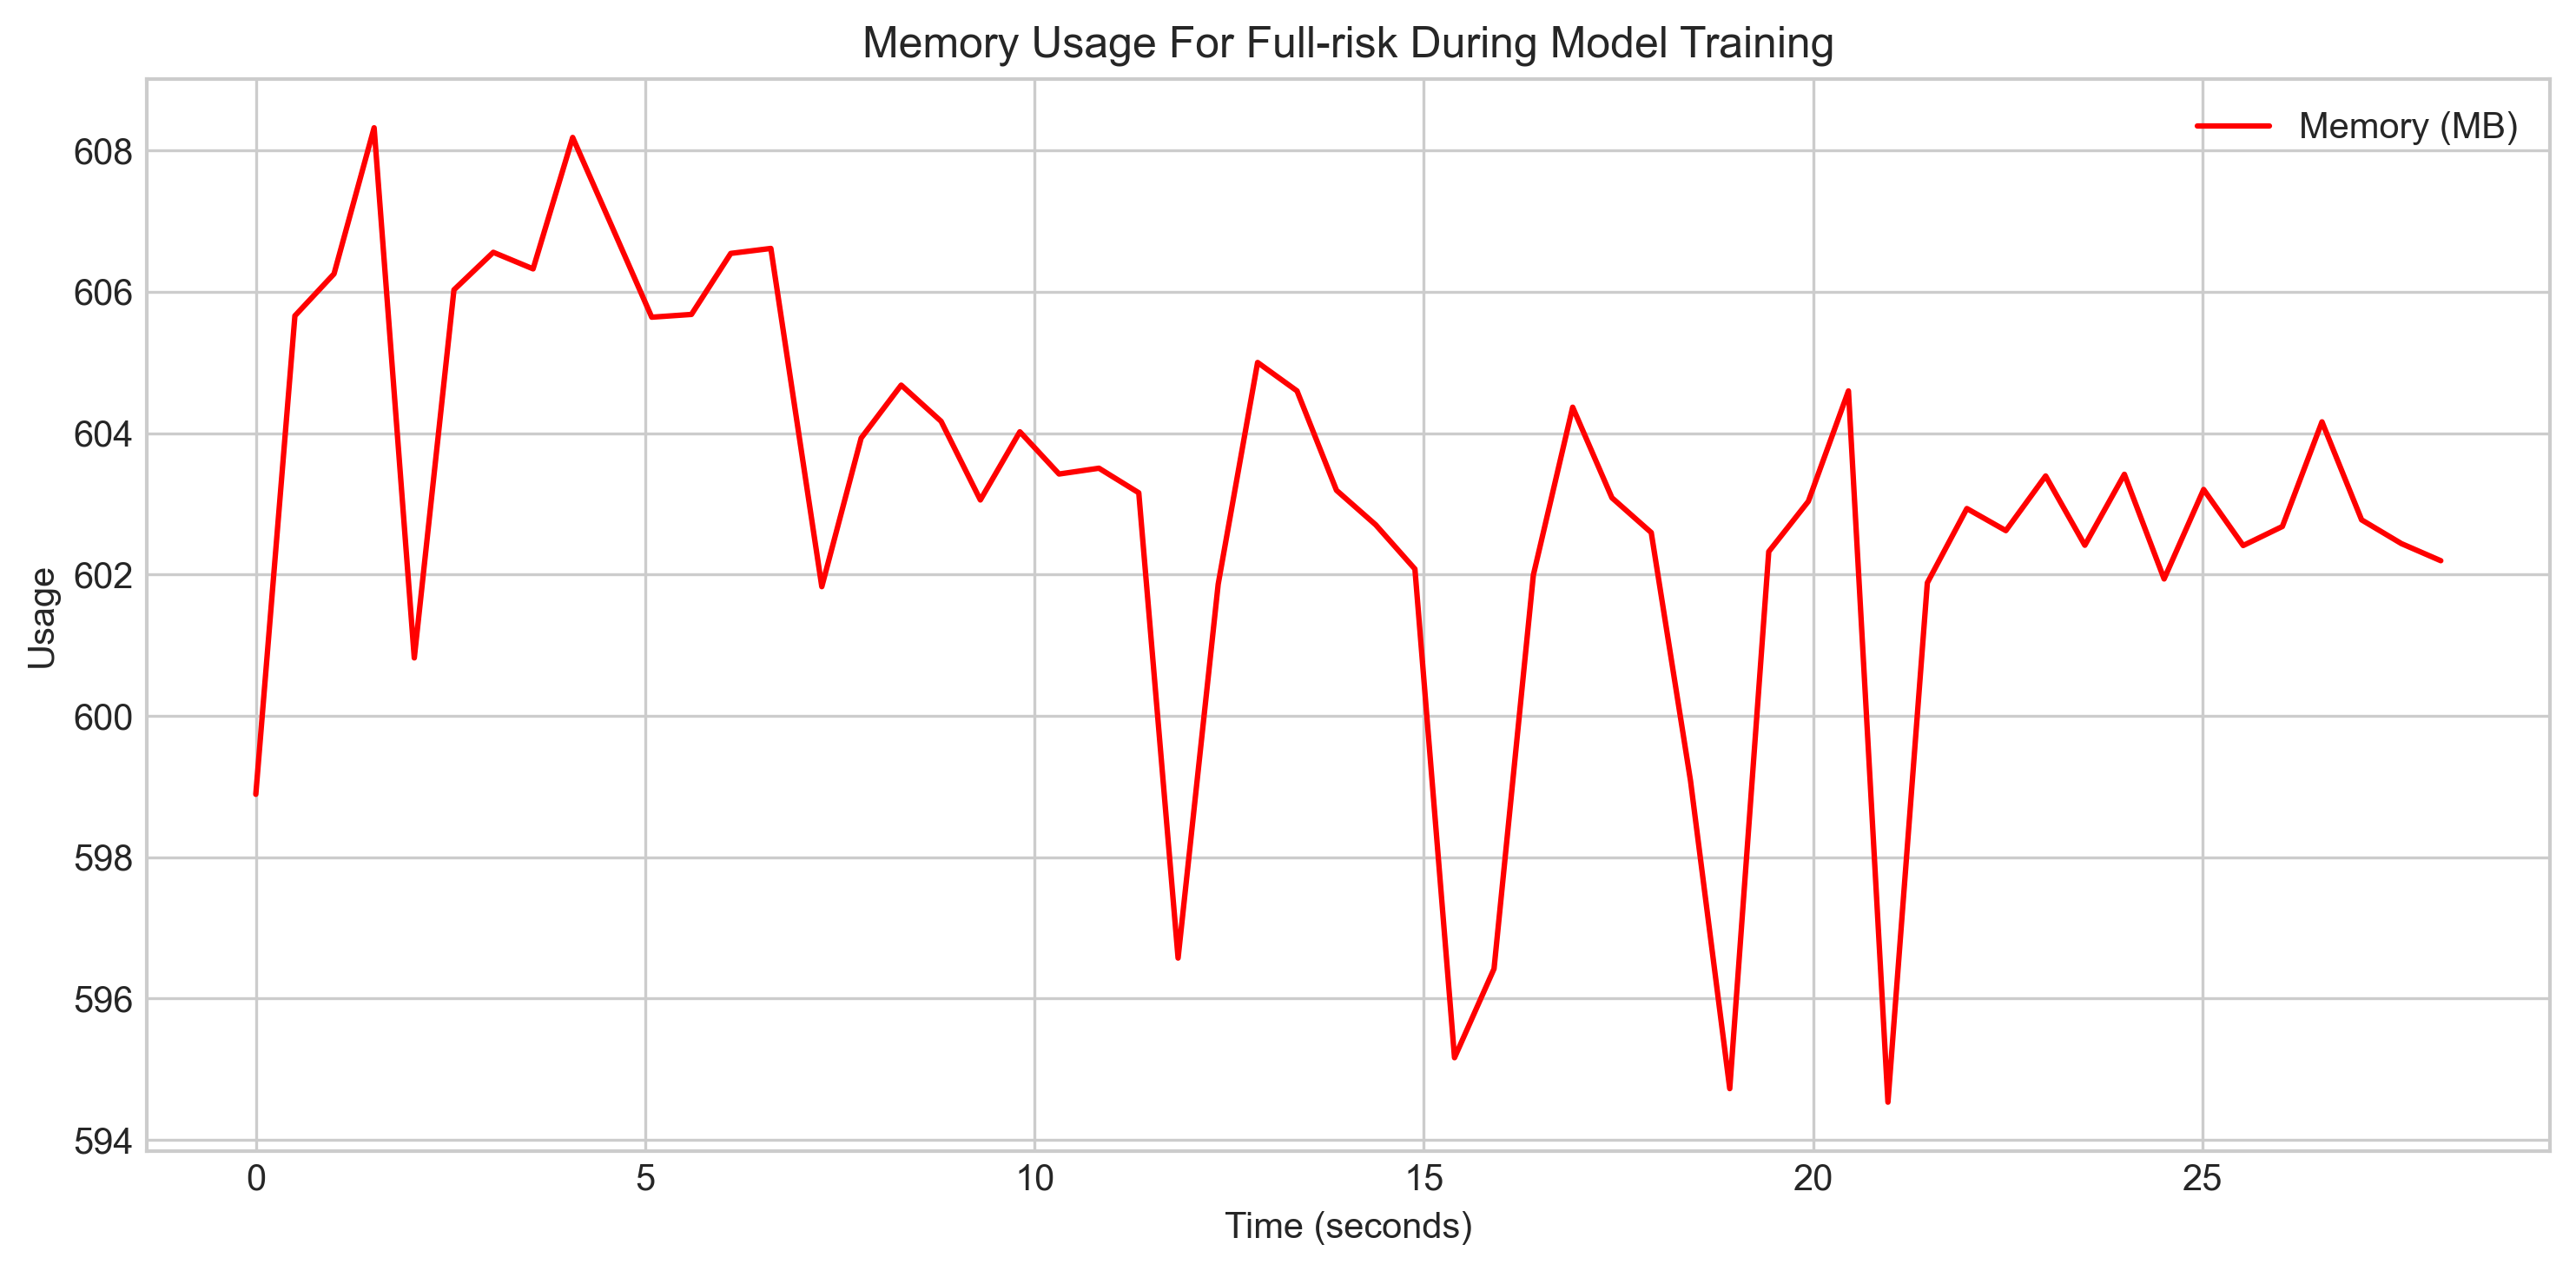 Memory Usage For Full-risk During Model Training
Memory (MB)
608
606
604
602
600
598
596
594
Usage
0 5 10 15 20 25
Time (seconds)